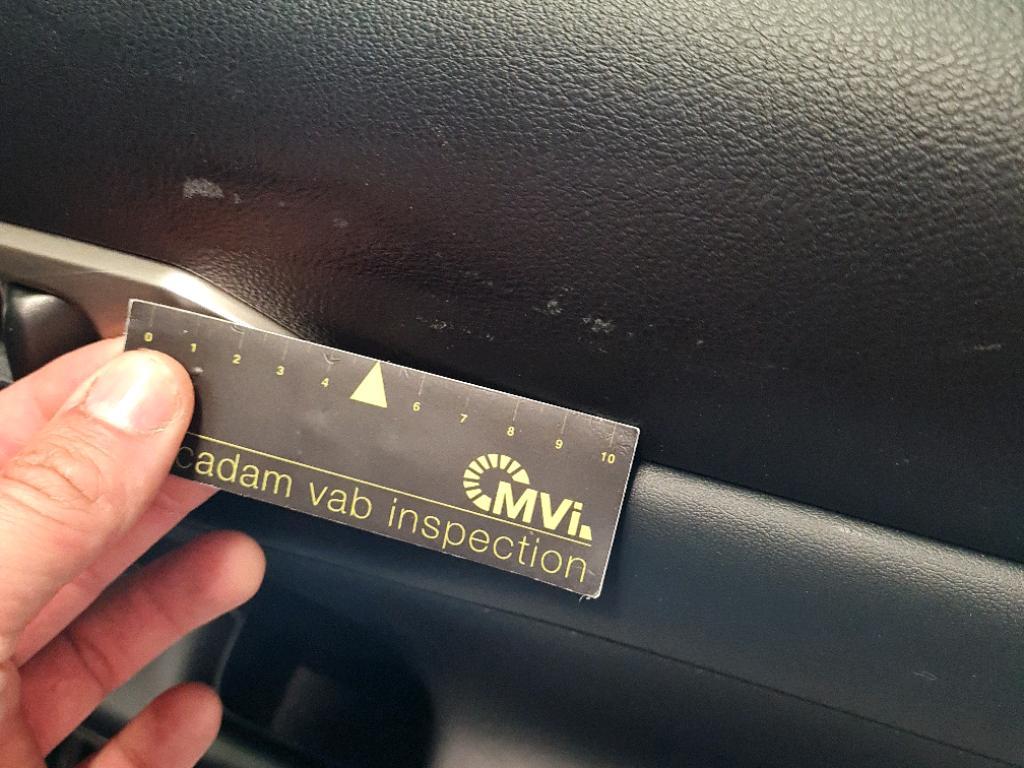 0 1 2 3 4 6 7 8 9 10
MVi
cadam vab inspection